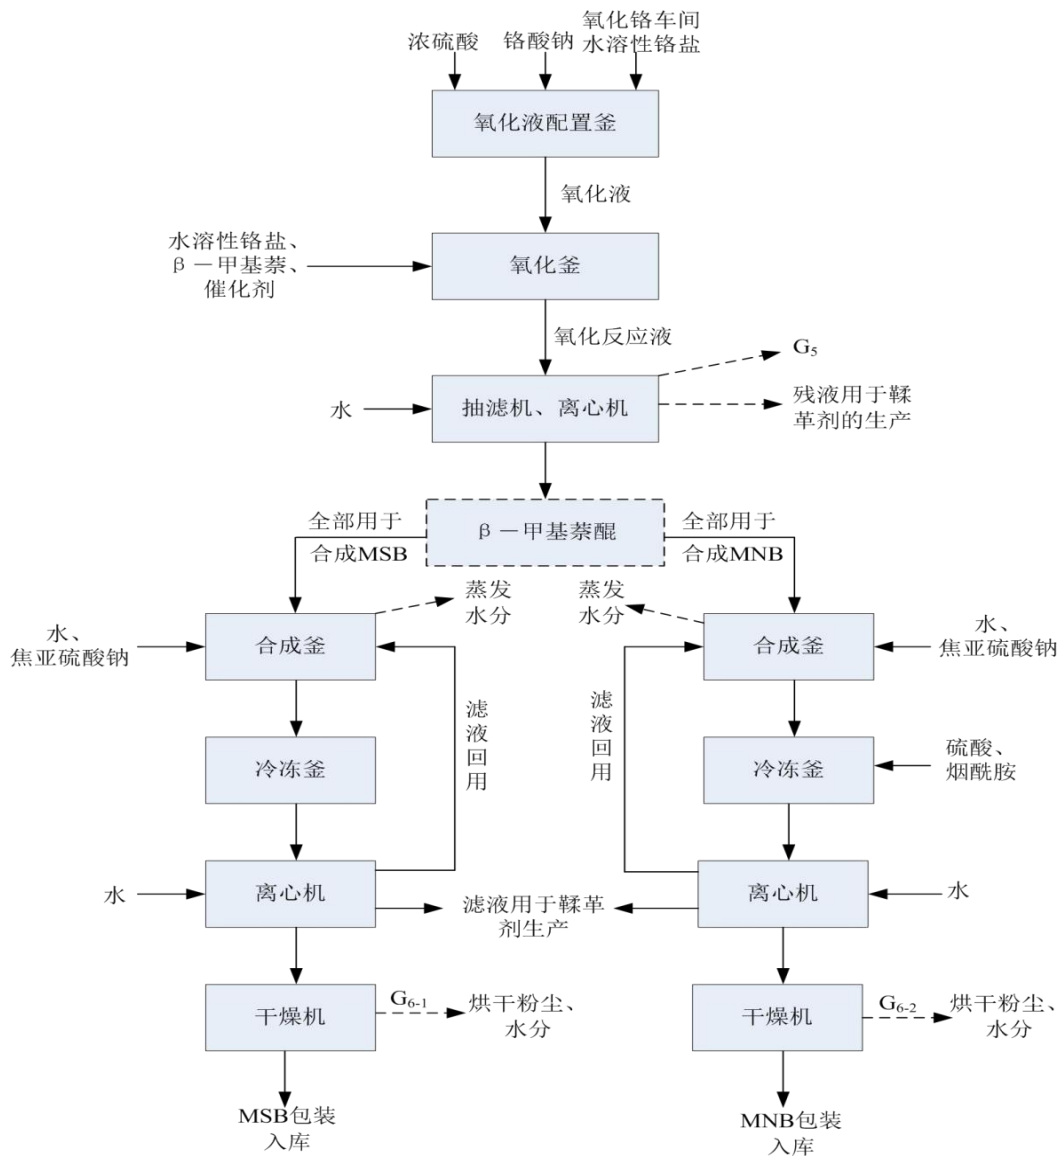 浓硫酸
铬酸钠
氧化铬车间
水溶性铬盐
氧化液配置釜
氧化液
水溶性铬盐、
β－甲基萘、
催化剂
氧化釜
氧化反应液
G5
水
抽滤机、离心机
残液用于鞣
革剂的生产
β－甲基萘醌
全部用于
合成MSB
全部用于
合成MNB
蒸发
水分
蒸发
水分
水、
焦亚硫酸钠
合成釜
合成釜
水、
焦亚硫酸钠
滤
液
回
用
滤
液
回
用
冷冻釜
冷冻釜
硫酸、
烟酰胺
水
离心机
滤液用于鞣革
剂生产
离心机
水
干燥机
G6-1
烘干粉尘、
水分
干燥机
G6-2
烘干粉尘、
水分
MSB包装
入库
MNB包装
入库